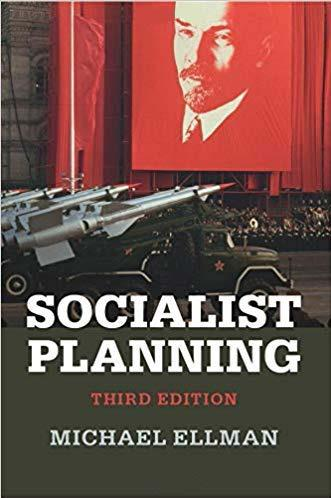 SOCIALIST
PLANNING
THIRD EDITION
MICHAEL ELLMAN